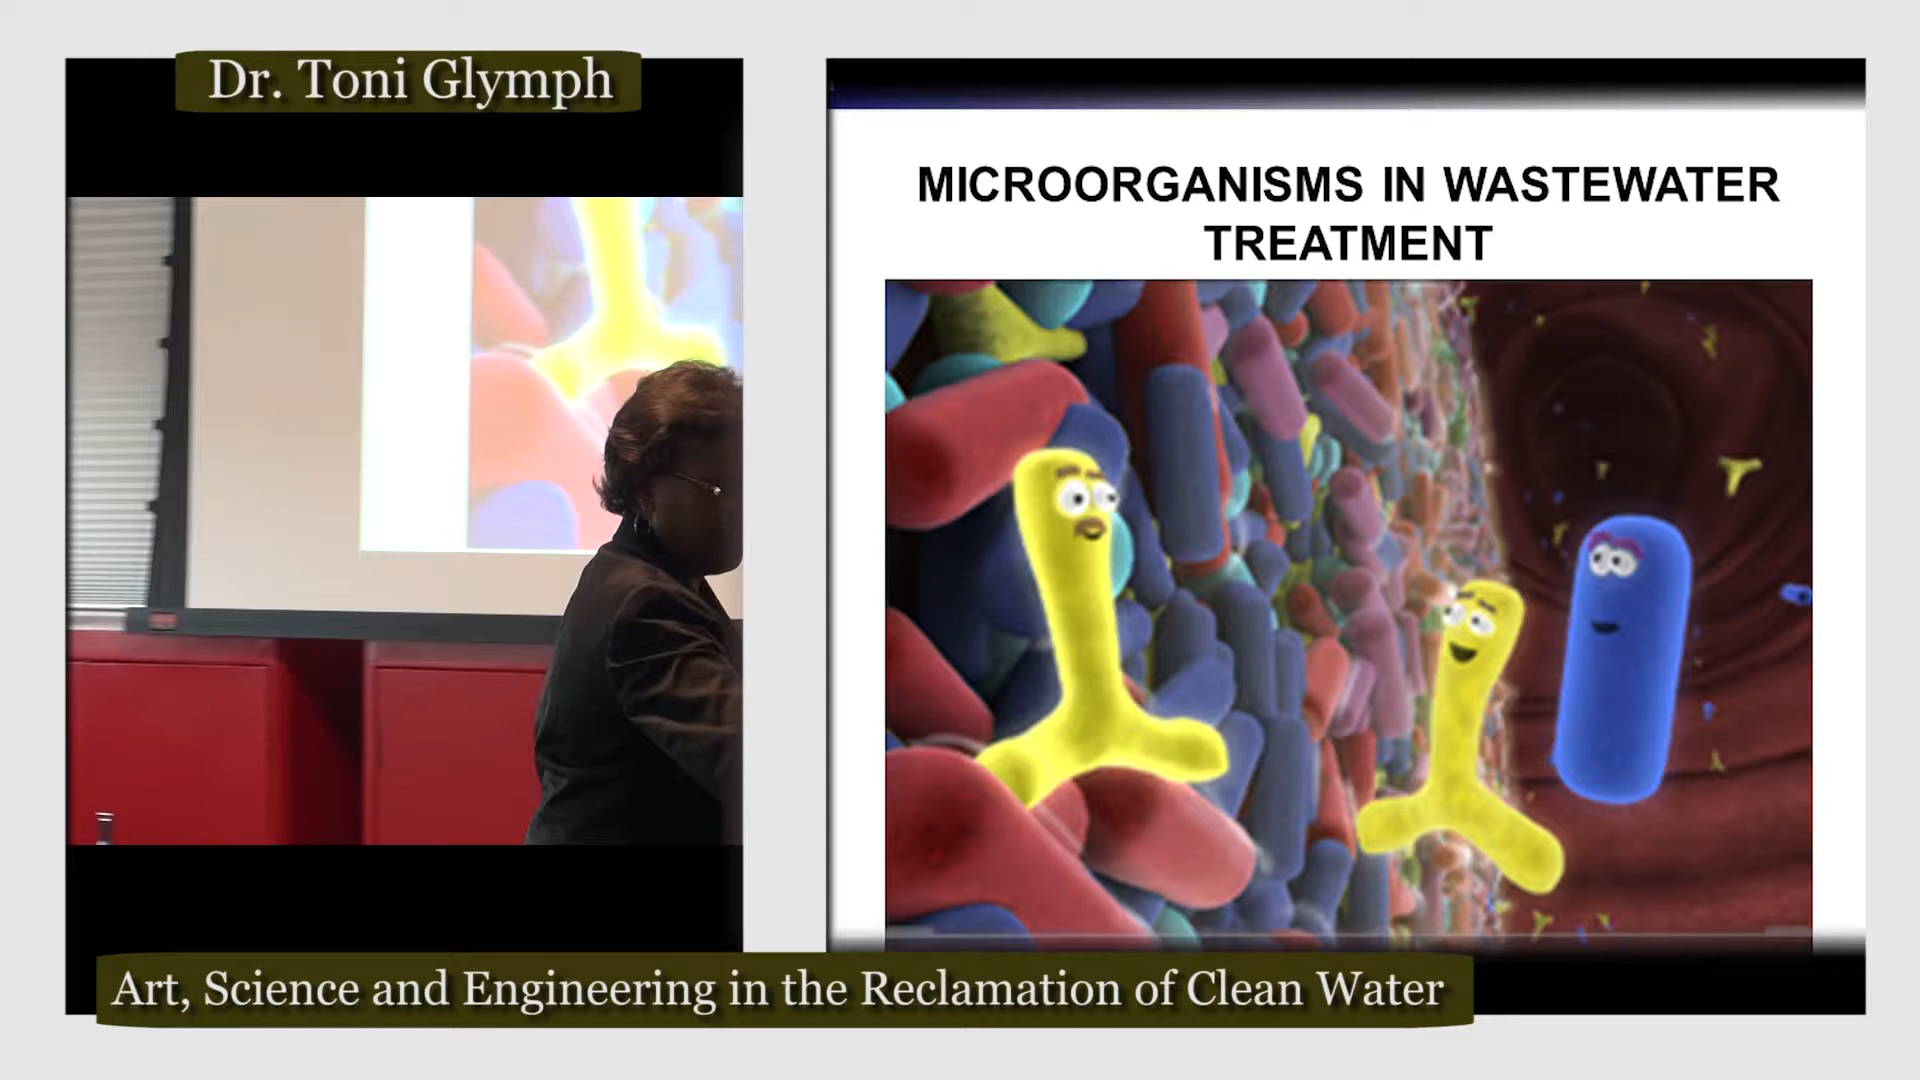 Dr. Toni Glymph
MICROORGANISMS IN WASTEWATER
TREATMENT
Art, Science and Engineering in the Reclamation of Clean Water